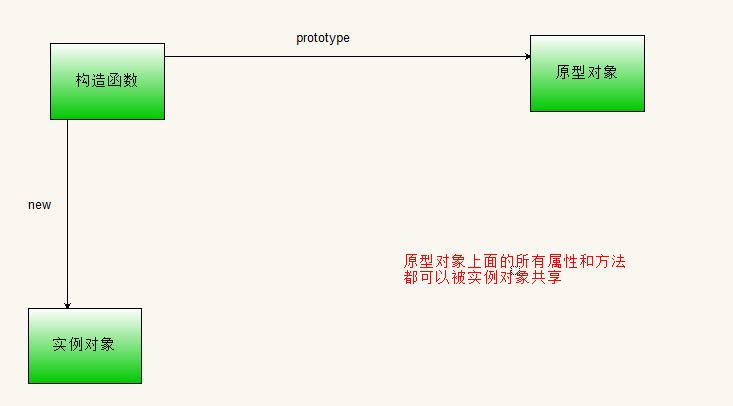 prototype
构造函数
原型对象
new
原型对象上面的所有属性和方法
都可以被实例对象共享
实例对象